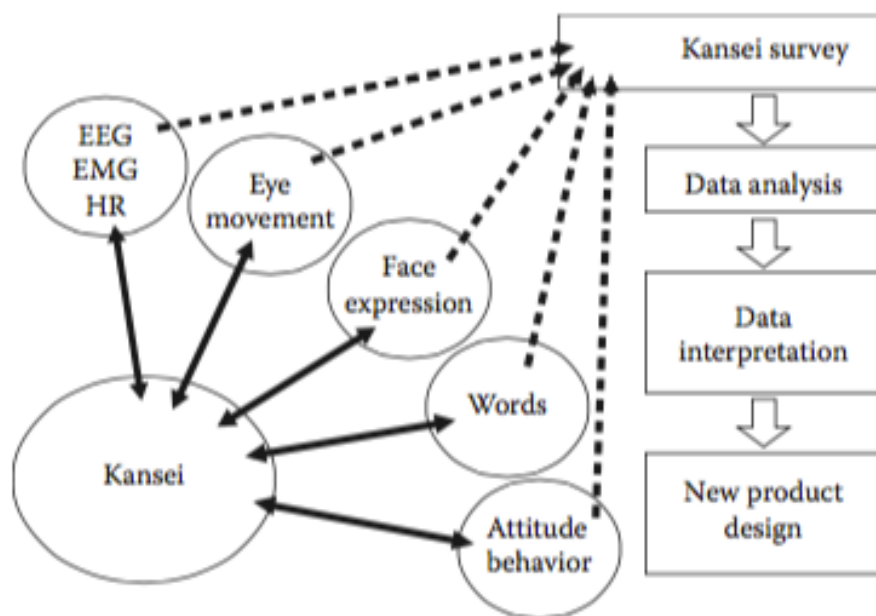 Kansei survey
EEG
EMG
HR
Eye
movement
Data analysis
Face
expression
Data
interpretation
Words
Kansei
New product
design
Attitude
behavior